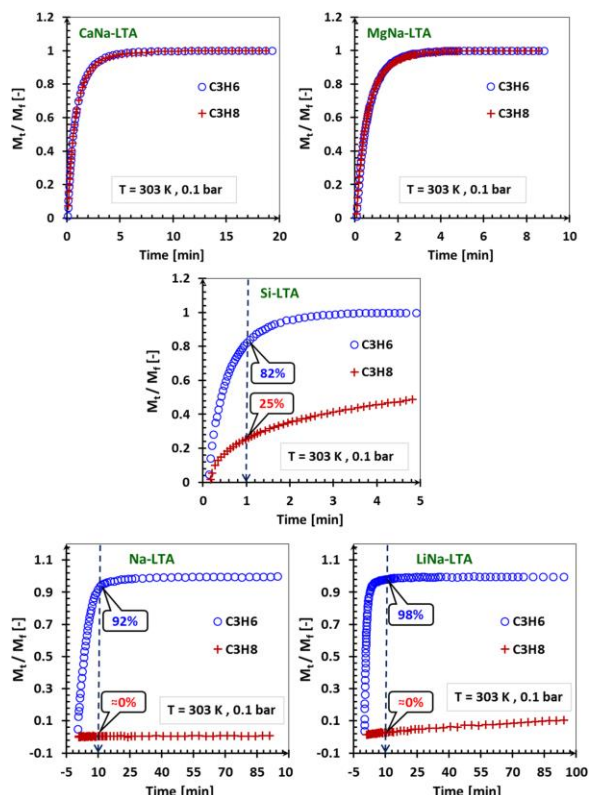 CaNa-LTA
Mt/ Mf [-]
1.2
1
0.8
0.6
0.4
0.2
0
C3H6
C3H8
T = 303 K , 0.1 bar
0 5 10 15 20
Time [min]
MgNa-LTA
Mt/ Mf [-]
1.2
1
0.8
0.6
0.4
0.2
0
C3H6
C3H8
T = 303 K , 0.1 bar
0 2 4 6 8 10
Time [min]
Si-LTA
Mt/ Mf [-]
1.2
1
0.8
0.6
0.4
0.2
0
C3H6
C3H8
82%
25%
T = 303 K , 0.1 bar
0 1 2 3 4 5
Time [min]
Na-LTA
Mt/ Mf [-]
1.1
0.9
0.7
0.5
0.3
0.1
-0.1
C3H6
C3H8
92%
≈0%
T = 303 K , 0.1 bar
-5 10 25 40 55 70 85 10
Time [min]
LiNa-LTA
Mt/ Mf [-]
1.1
0.9
0.7
0.5
0.3
0.1
-0.1
C3H6
C3H8
98%
≈0%
T = 303 K , 0.1 bar
-5 10 25 40 55 70 85 100
Time [min]